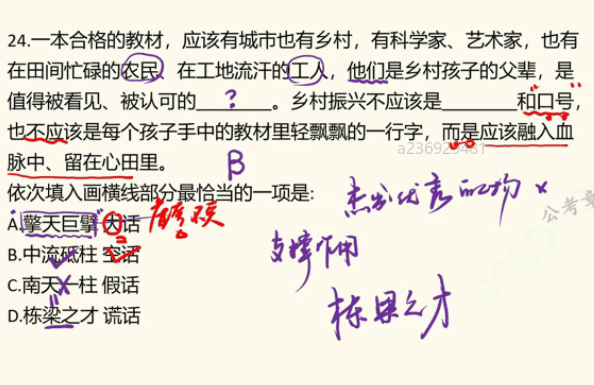 24.一本合格的教材，应该有城市也有乡村，有科学家、艺术家，也有
在田间忙碌的农民、在工地流汗的工人，他们是乡村孩子的父辈，是
值得被看见、被认可的________。乡村振兴不应该是________和口号，
?
也不应该是每个孩子手中的教材里轻飘飘的一行字，而是应该融入血
a236929481
脉中、留在心田里。
B
依次填入画横线部分最恰当的一项是:
A.擎天巨擘 大话
B.中流砥柱 空话
C.南天一柱 假话
D.栋梁之才 谎话
杰出优秀的人物 x
支撑作用
栋梁之才
公考章